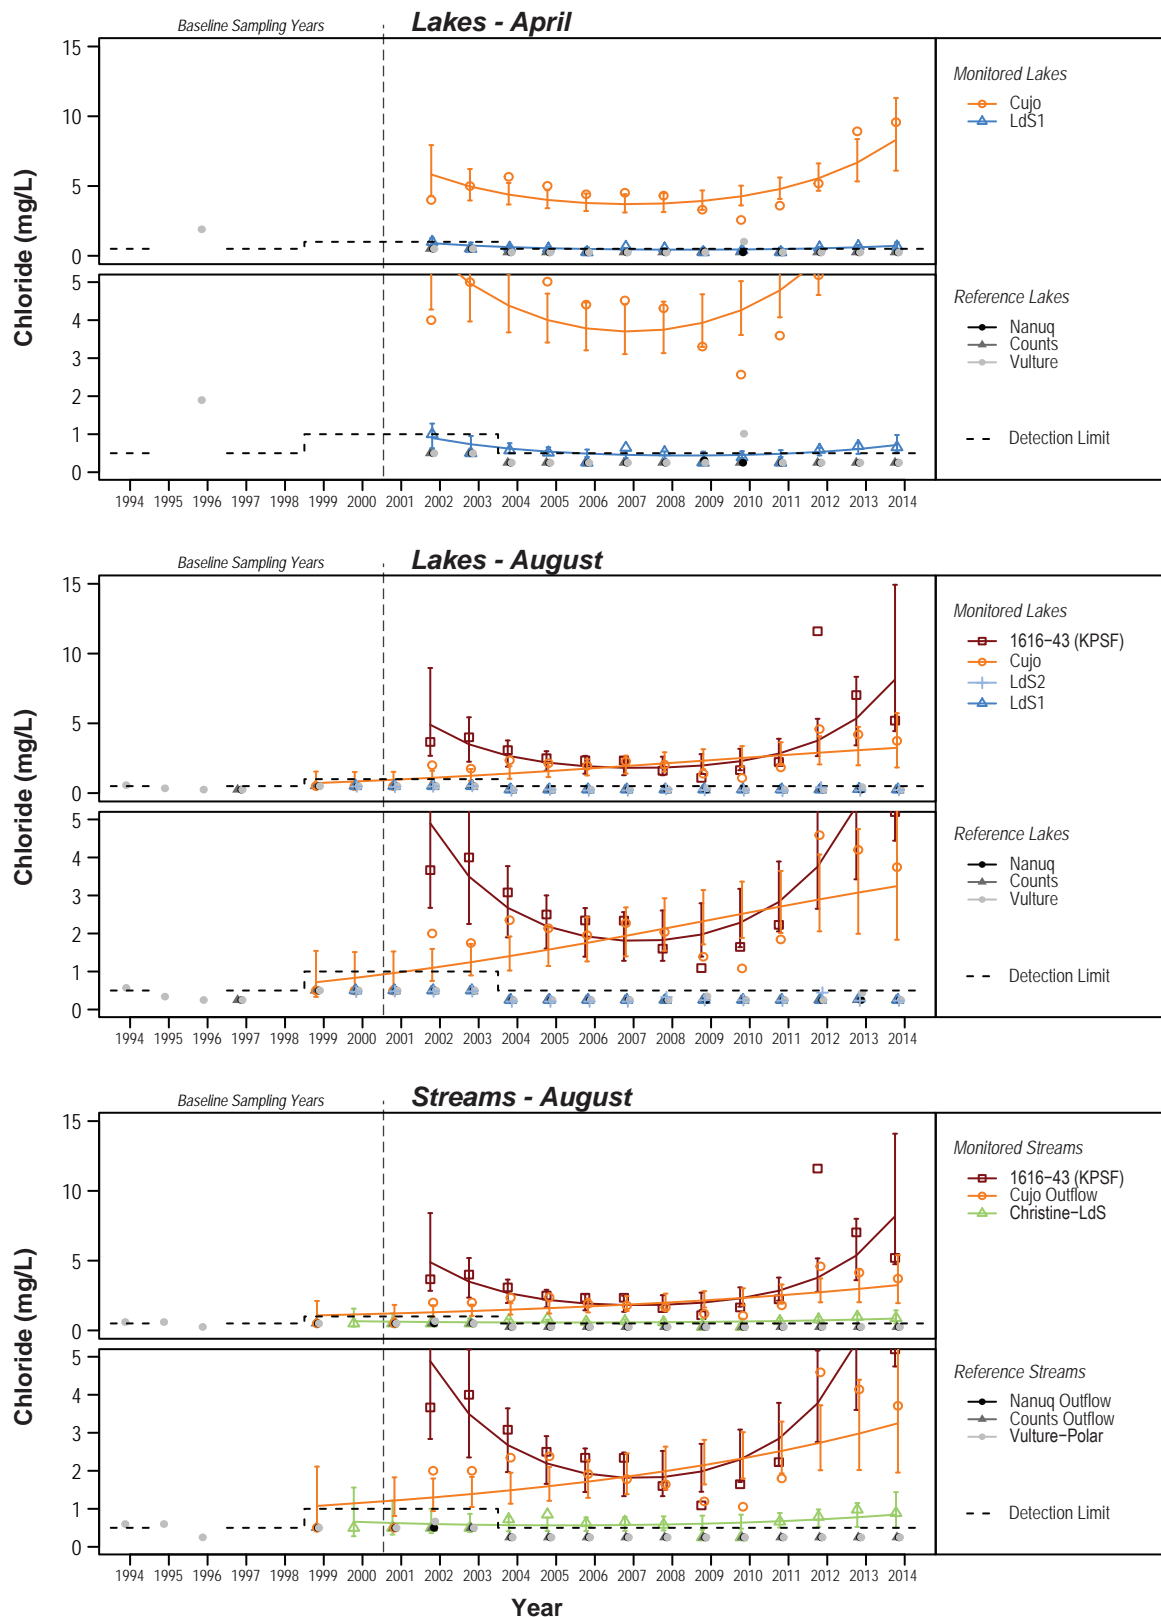 Baseline Sampling Years
Lakes - April
15
10
5
0
5
4
3
2
1
0
Chloride (mg/L)
1994 1995 1996 1997 1998 1999 2000 2001 2002 2003 2004 2005 2006 2007 2008 2009 2010 2011 2012 2013 2014
Monitored Lakes
Cujo
LdS1
Reference Lakes
Nanuq
Counts
Vulture
Detection Limit
Baseline Sampling Years
Lakes - August
15
10
5
0
5
4
3
2
1
0
Chloride (mg/L)
1994 1995 1996 1997 1998 1999 2000 2001 2002 2003 2004 2005 2006 2007 2008 2009 2010 2011 2012 2013 2014
Monitored Lakes
1616−43 (KPSF)
Cujo
LdS2
LdS1
Reference Lakes
Nanuq
Counts
Vulture
Detection Limit
Baseline Sampling Years
Streams - August
15
10
5
0
5
4
3
2
1
0
Chloride (mg/L)
1994 1995 1996 1997 1998 1999 2000 2001 2002 2003 2004 2005 2006 2007 2008 2009 2010 2011 2012 2013 2014
Year
Monitored Streams
1616−43 (KPSF)
Cujo Outflow
Christine−LdS
Reference Streams
Nanuq Outflow
Counts Outflow
Vulture−Polar
Detection Limit